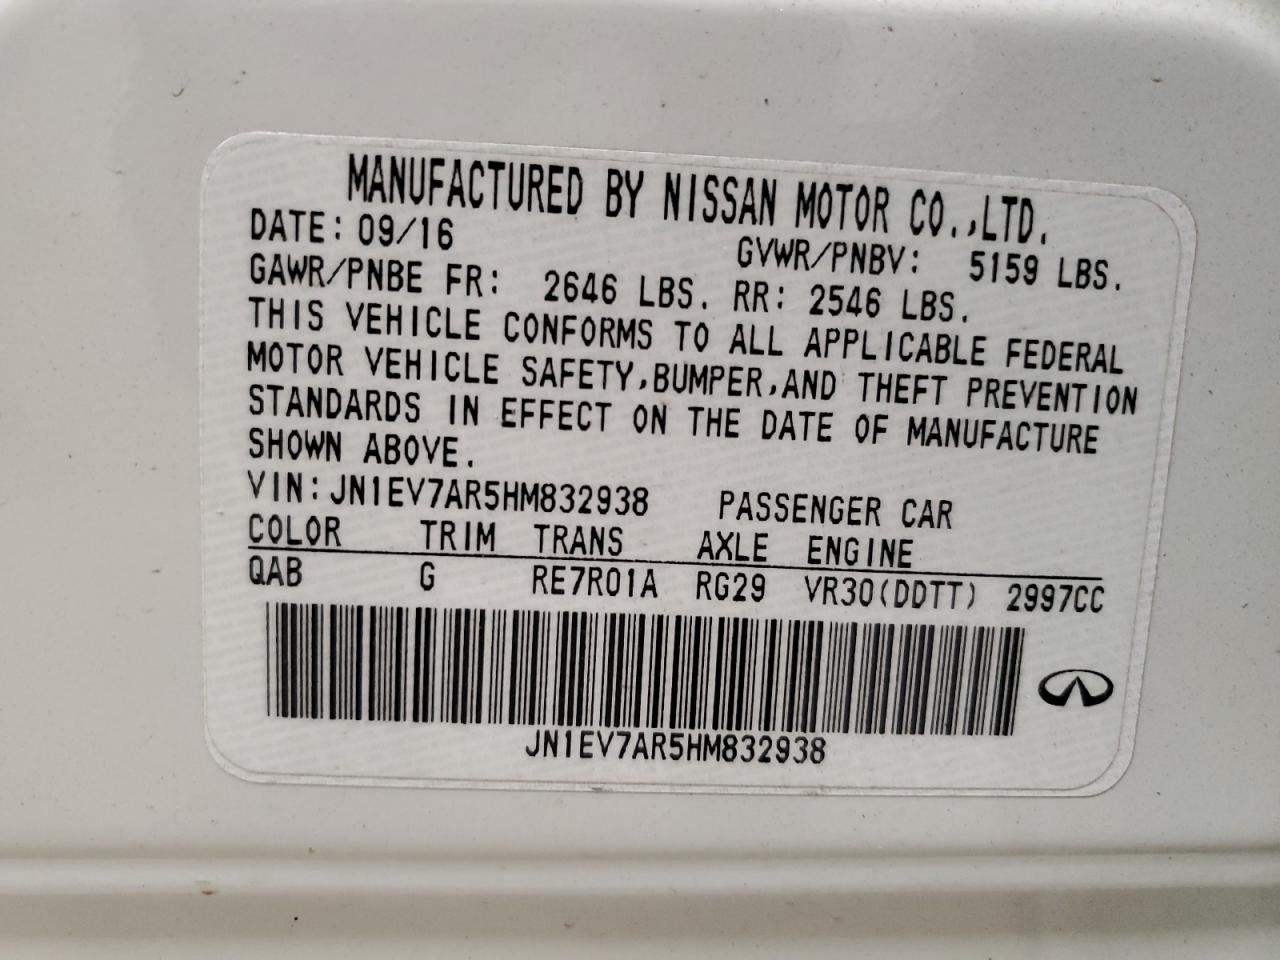 MANUFACTURED BY NISSAN MOTOR CO.,LTD.
DATE: 09/16 GVWR/PNBV: 5159 LBS.
GAWR/PNBE FR: 2646 LBS. RR: 2546 LBS.
THIS VEHICLE CONFORMS TO ALL APPLICABLE FEDERAL
MOTOR VEHICLE SAFETY,BUMPER,AND THEFT PREVENTION
STANDARDS IN EFFECT ON THE DATE OF MANUFACTURE
SHOWN ABOVE.
VIN: JN1EV7AR5HM832938 PASSENGER CAR
COLOR TRIM TRANS AXLE ENGINE
QAB G RE7R01A RG29 VR30(DDTT) 2997CC
JN1EV7AR5HM832938